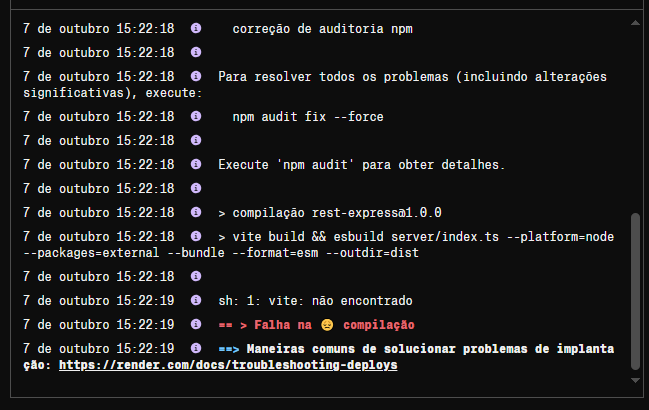 7 de outubro 15:22:18 correção de auditoria npm
7 de outubro 15:22:18
7 de outubro 15:22:18 Para resolver todos os problemas (incluindo alterações
significativas), execute:
7 de outubro 15:22:18 npm audit fix --force
7 de outubro 15:22:18
7 de outubro 15:22:18 Execute 'npm audit' para obter detalhes.
7 de outubro 15:22:18
7 de outubro 15:22:18 > compilação rest-express@1.0.0
7 de outubro 15:22:18 > vite build && esbuild server/index.ts --platform=node
--packages=external --bundle --format=esm --outdir=dist
7 de outubro 15:22:18
7 de outubro 15:22:19 sh: 1: vite: não encontrado
7 de outubro 15:22:19 == > Falha na 😔 compilação
7 de outubro 15:22:19 ==> Maneiras comuns de solucionar problemas de implanta
ção: https://render.com/docs/troubleshooting-deploys